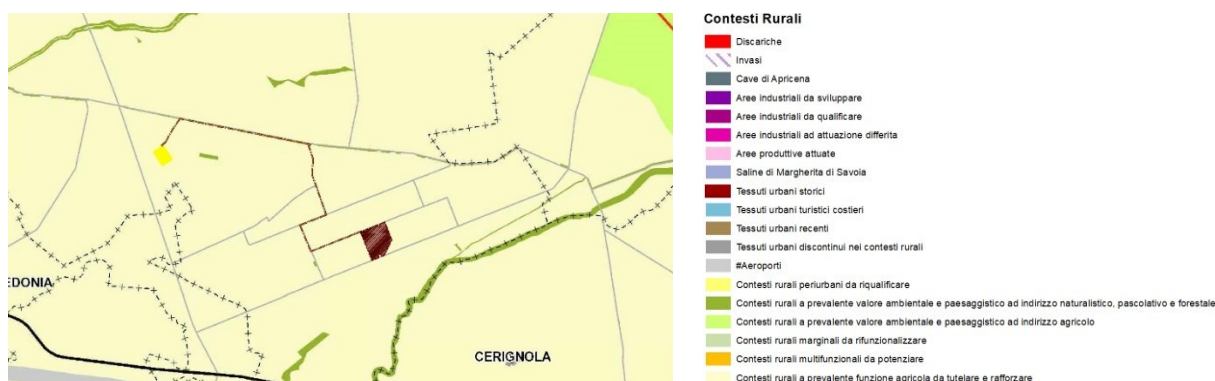 EDONIA
CERIGNOLA
Contesti Rurali
Discariche
Invasi
Cave di Apricena
Aree industriali da sviluppare
Aree industriali da qualificare
Aree industriali ad attuazione differita
Aree produttive attuate
Saline di Margherita di Savoia
Tessuti urbani storici
Tessuti urbani turistici costieri
Tessuti urbani recenti
Tessuti urbani discontinui nei contesti rurali
#Aeroporti
Contesti rurali periurbani da riqualificare
Contesti rurali a prevalente valore ambientale e paesaggistico ad indirizzo naturalistico, pascolativo e forestale
Contesti rurali a prevalente valore ambientale e paesaggistico ad indirizzo agricolo
Contesti rurali marginali da rifunzionalizzare
Contesti rurali multifunzionali da potenziare
Contesti rurali a prevalente funzione agricola da tutelare e rafforzare